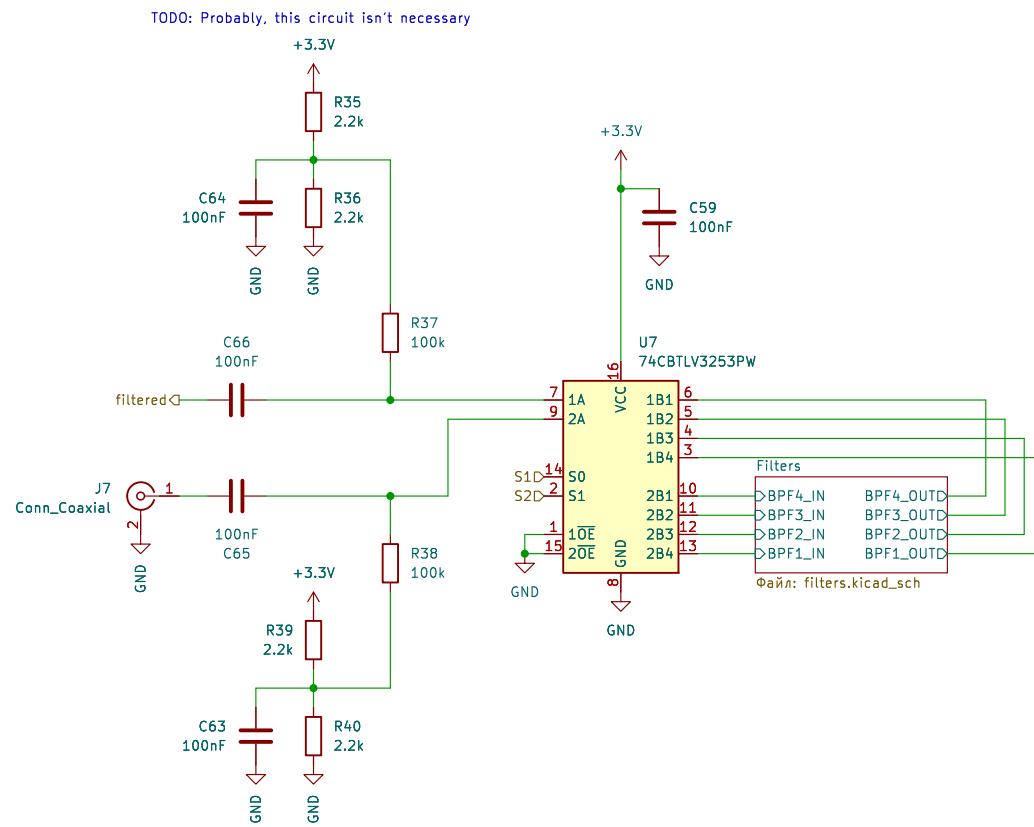 TODO: Probably, this circuit isn't necessary
+3.3V
R35
2.2k
C64
100nF
R36
2.2k
GND
GND
+3.3V
C59
100nF
GND
R37
100k
C66
100nF
filtered
U7
74CBTLV3253PW
16
VCC
7
1A
9
2A
14
S0
S1
2
S1
S2
1
1OE
15
2OE
GND
8
GND
GND
1B1
6
1B2
5
1B3
4
1B4
3
2B1
10
2B2
11
2B3
12
2B4
13
Filters
BPF4_IN
BPF4_OUT
BPF3_IN
BPF3_OUT
BPF2_IN
BPF2_OUT
BPF1_IN
BPF1_OUT
Файл: filters.kicad_sch
J7
Conn_Coaxial
1
2
GND
100nF
C65
R38
100k
+3.3V
R39
2.2k
C63
100nF
R40
2.2k
GND
GND